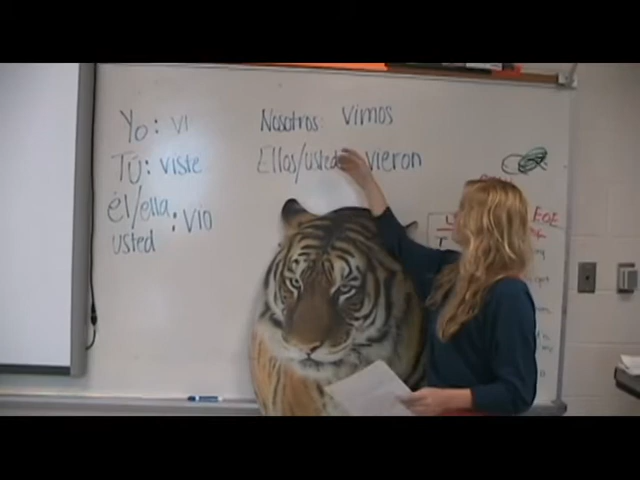 Yo: vi
Tú: viste
él/ella
usted : vio
Nosotros: vimos
Ellos/ustedes vieron